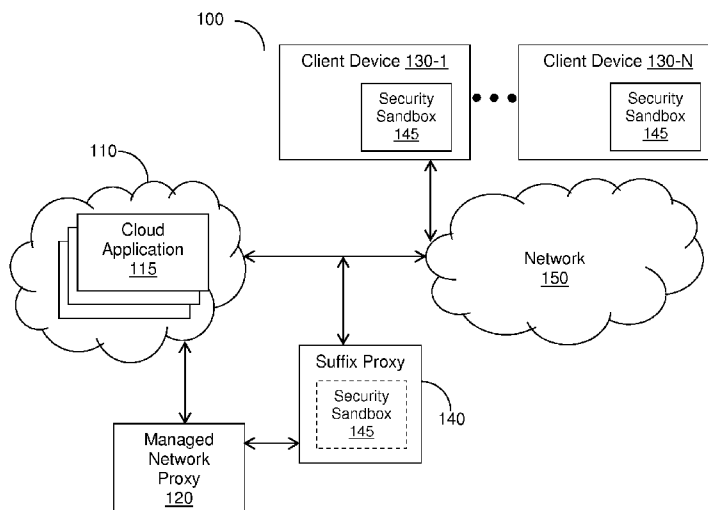 100
Client Device 130-1
Security
Sandbox
145
Client Device 130-N
Security
Sandbox
145
110
Cloud
Application
115
Network
150
Suffix Proxy
Security
Sandbox
145
140
Managed
Network
Proxy
120